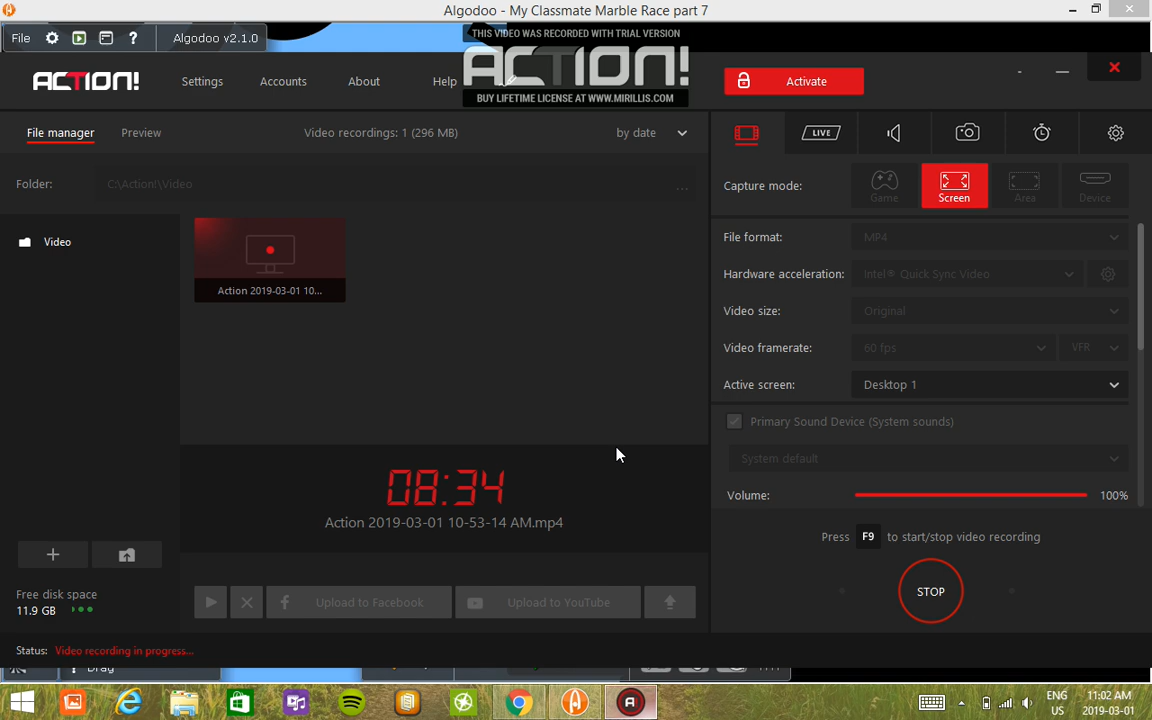 Algodoo - My Classmate Marble Race part 7
File ? Algodoo v2.1.0
THIS VIDEO WAS RECORDED WITH TRIAL VERSION
ACTION!
BUY LIFETIME LICENSE AT WWW.MIRILLIS.COM
ACTION! Settings Accounts About Help Activate
File manager Preview Video recordings: 1 (296 MB) by date
LIVE
Folder: C:\Action!\Video ...
Capture mode: Game Screen Area Device
Video
Action 2019-03-01 10...
File format: MP4
Hardware acceleration: Intel® Quick Sync Video
Video size: Original
Video framerate: 60 fps VFR
Active screen: Desktop 1
Primary Sound Device (System sounds)
System default
Volume: 100%
08:34
Action 2019-03-01 10-53-14 AM.mp4
Press F9 to start/stop video recording
STOP
Free disk space
11.9 GB
Upload to Facebook Upload to YouTube
Status: Video recording in progress...
Drag
ENG
US
11:02 AM
2019-03-01